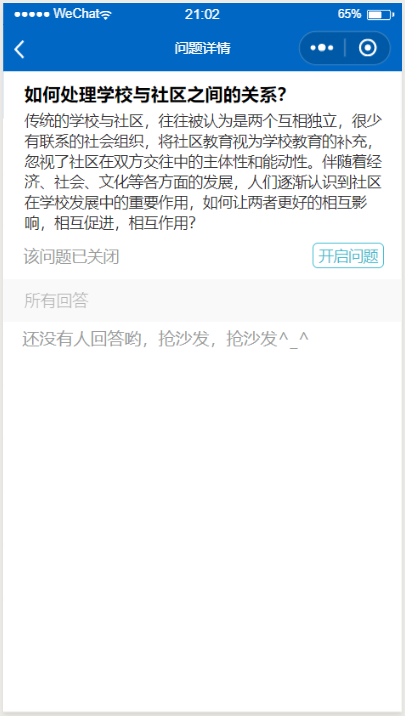 WeChat 21:02 65%
问题详情
如何处理学校与社区之间的关系?
传统的学校与社区，往往被认为是两个互相独立，很少
有联系的社会组织，将社区教育视为学校教育的补充，
忽视了社区在双方交往中的主体性和能动性。伴随着经
济、社会、文化等各方面的发展，人们逐渐认识到社区
在学校发展中的重要作用，如何让两者更好的相互影
响，相互促进，相互作用?
该问题已关闭 开启问题
所有回答
还没有人回答哟，抢沙发，抢沙发^_^